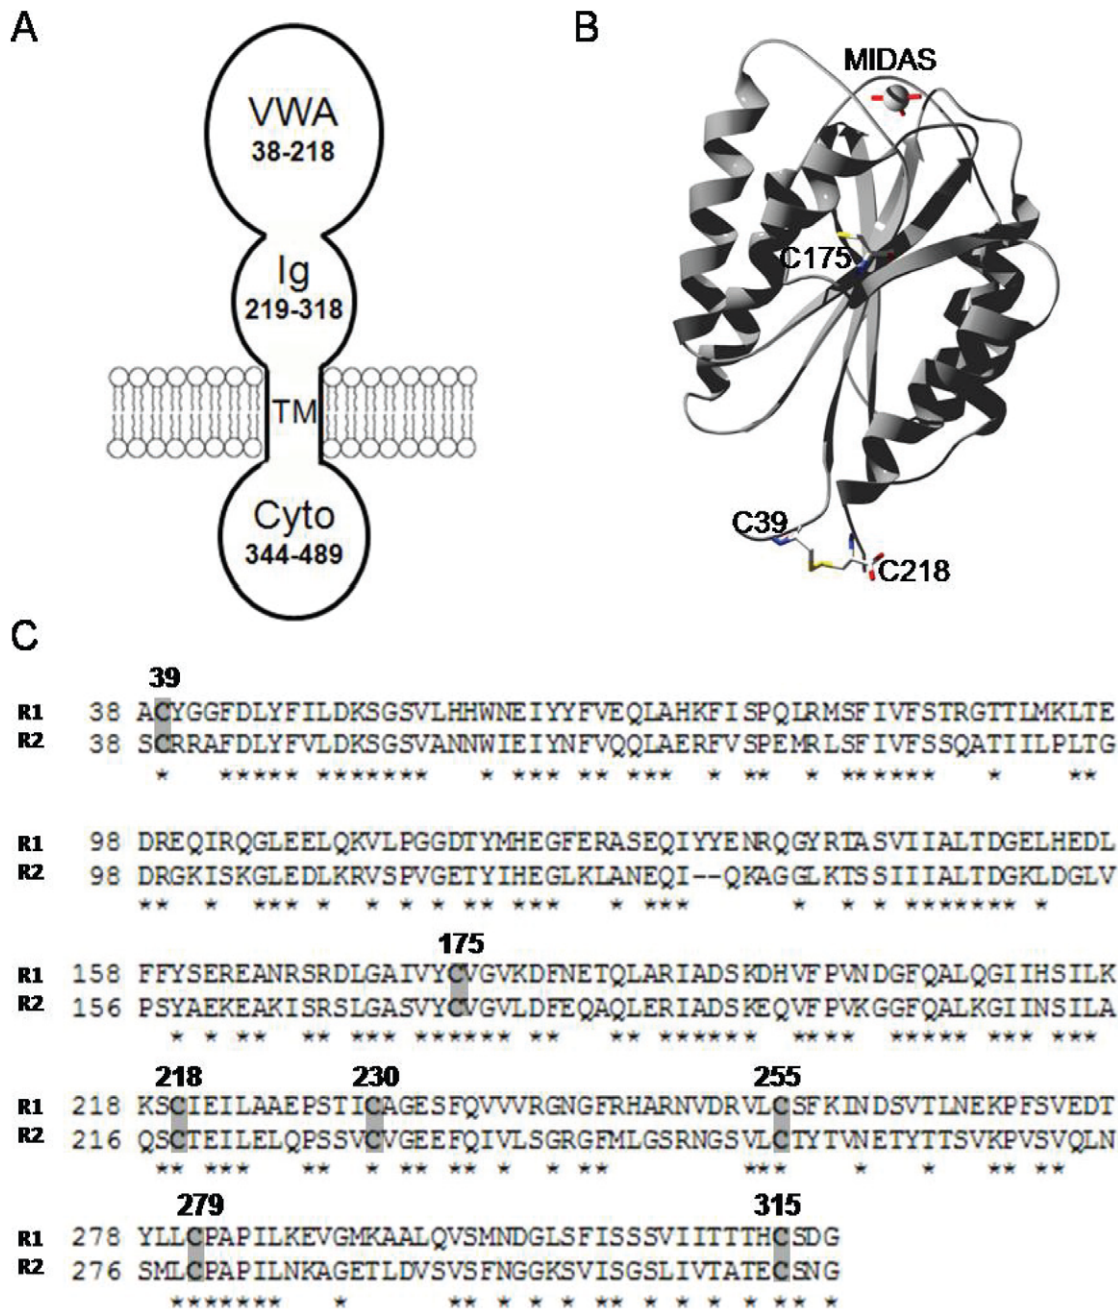 A
VWA
38-218
Ig
219-318
TM
Cyto
344-489
B
MIDAS
C175
C39
C218
C
39
R1 38 ACYGGFDLYFILDKSGSVLHHWNEIYYFVEQLAHKFISPQLRMSFIVFSTRGTTLMKLTE
R2 38 SCRRAFDLYFVLDKSGSVANNWIEIYNFVQQLAERFVSPEMRLSFIVFSSQATIILPLTG
* ***** ******* * *** ** *** * ** * ****** * **
R1 98 DREQIRQGLEELQKVLPGGDTYMHEGFERASEQIYYENRQGYRTASVIIALTDGELHEDL
R2 98 DRGKISKGLEDLKRVSPVGETYIHEGLKLANEQI--QKAGGLKTSSIIIALTDGKLDGLV
** * *** * * * ** *** * *** * * * ******* *
175
R1 158 FFYSEREANRSRDLGAIVYCVGVKDFNETQLARIADSKDHVFPVNDGFQALQGIIHSILK
R2 156 PSYAEKEAKISRSLGASVYCVGVLDFEQAQLERIADSKEQVFPVKGGFQALKGIINSILA
* * ** ** *** ****** ** ** ****** **** ***** *** ***
218 230 255
R1 218 KSCIEILAAEPSTICAGESFQVVVRGNGFRHARNVDRVLCSFKINDSVTLNEKPFSVEDT
R2 216 QSCTEILELQPSSVCVGEEFQIVLSGRGFMLGSRNGSVLCTYTVNETYTTSVKPVSVQLN
** *** ** * ** ** * * ** *** * * ** **
279 315
R1 278 YLLCPAPILKEVGMKAALQVSMNDGLSFISSSVIITTTHCSDG
R2 276 SMLCPAPILNKAGETLDVSVSFNGGKSVISGSLIVTATECSNG
******* * ** * * * ** * * * * ** *